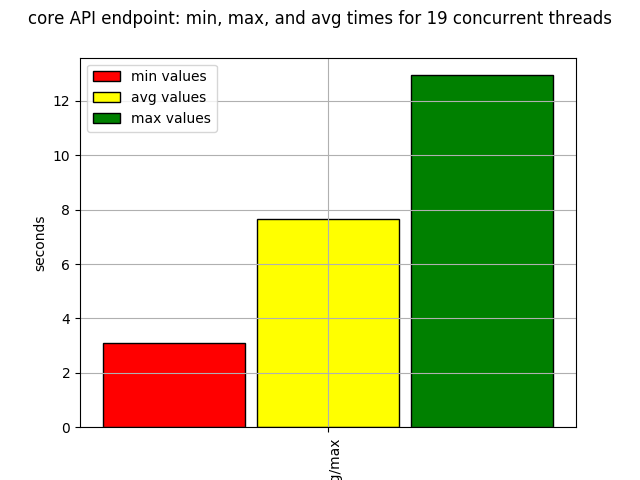 core API endpoint: min, max, and avg times for 19 concurrent threads
min values
avg values
max values
12
10
8
6
4
2
0
seconds
g/max